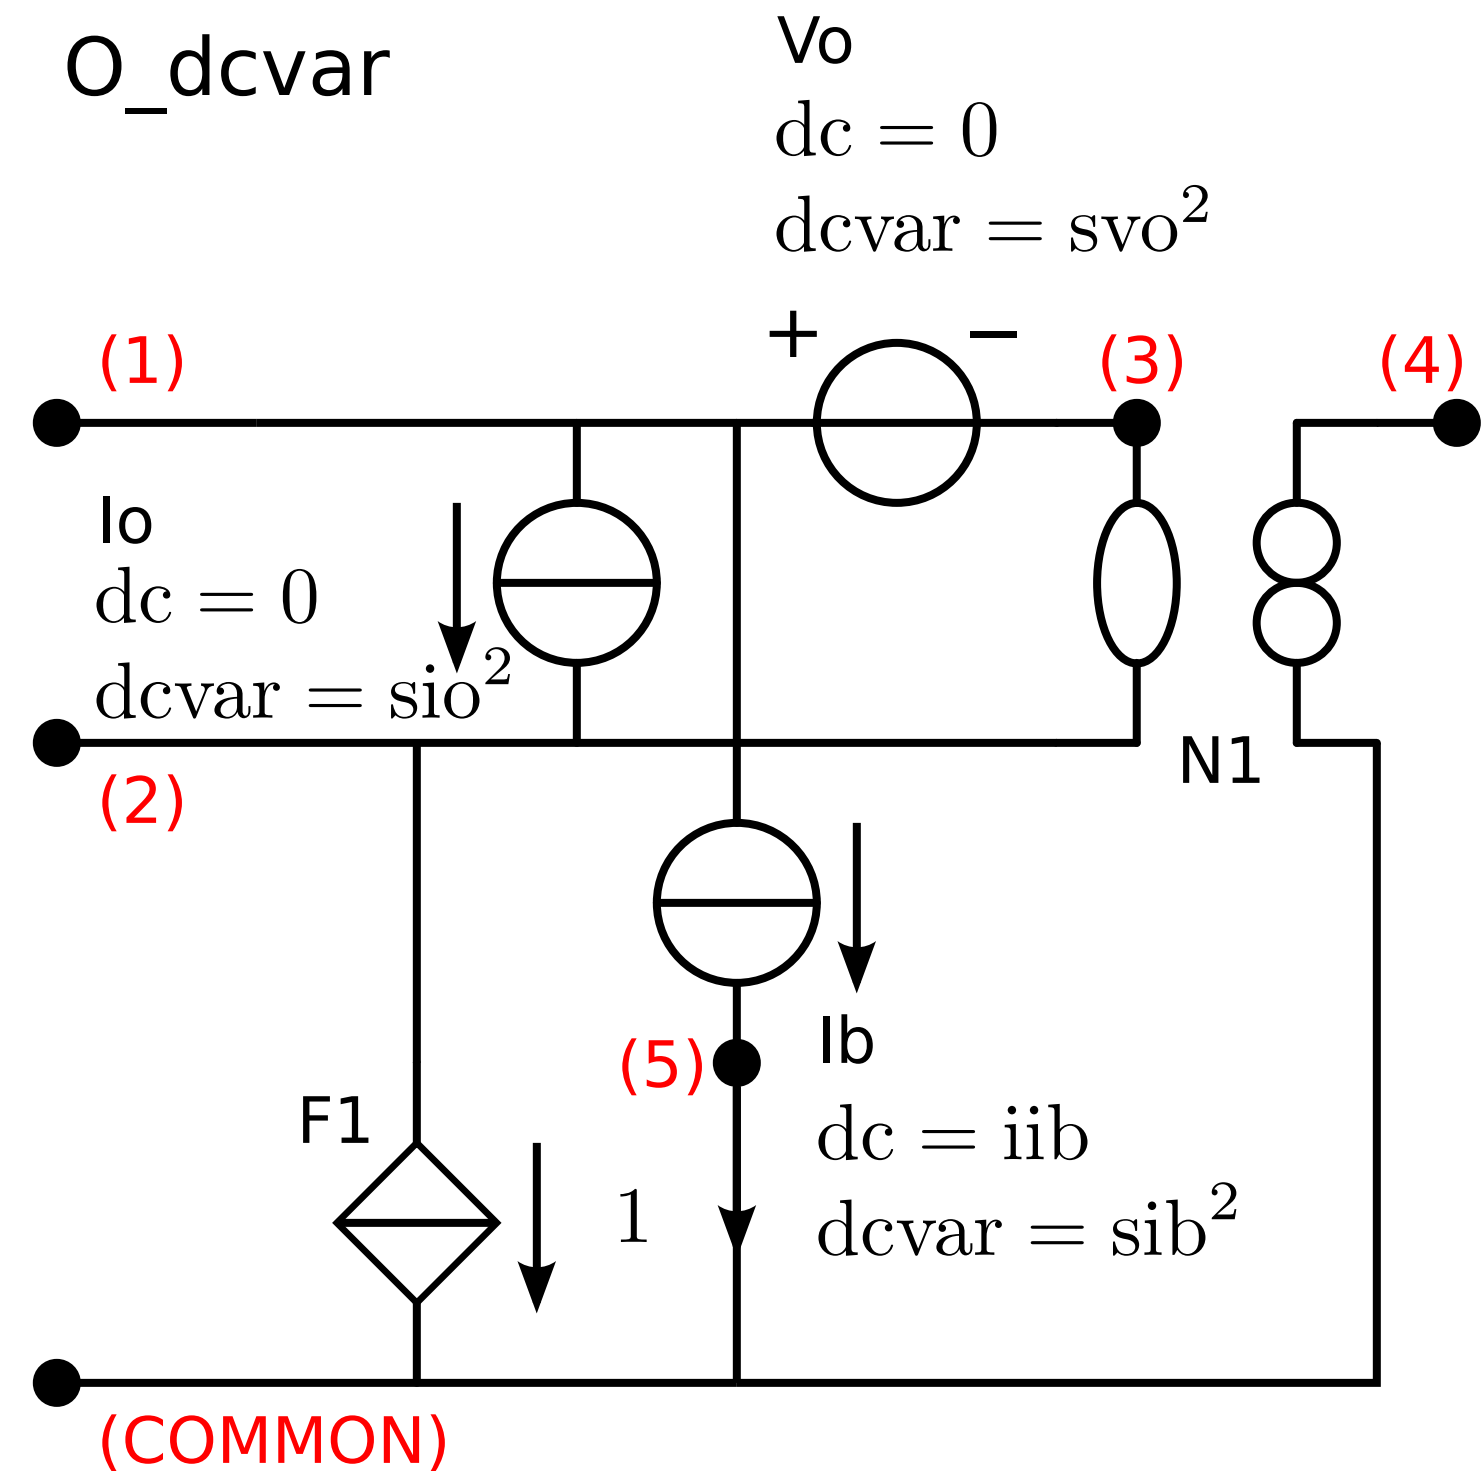 O_dcvar
Vo
dc = 0
dcvar = svo²
+ −
(1)
(3)
(4)
Io
dc = 0
dcvar = sio²
(2)
N1
(5)
Ib
dc = iib
dcvar = sib²
F1
1
(COMMON)